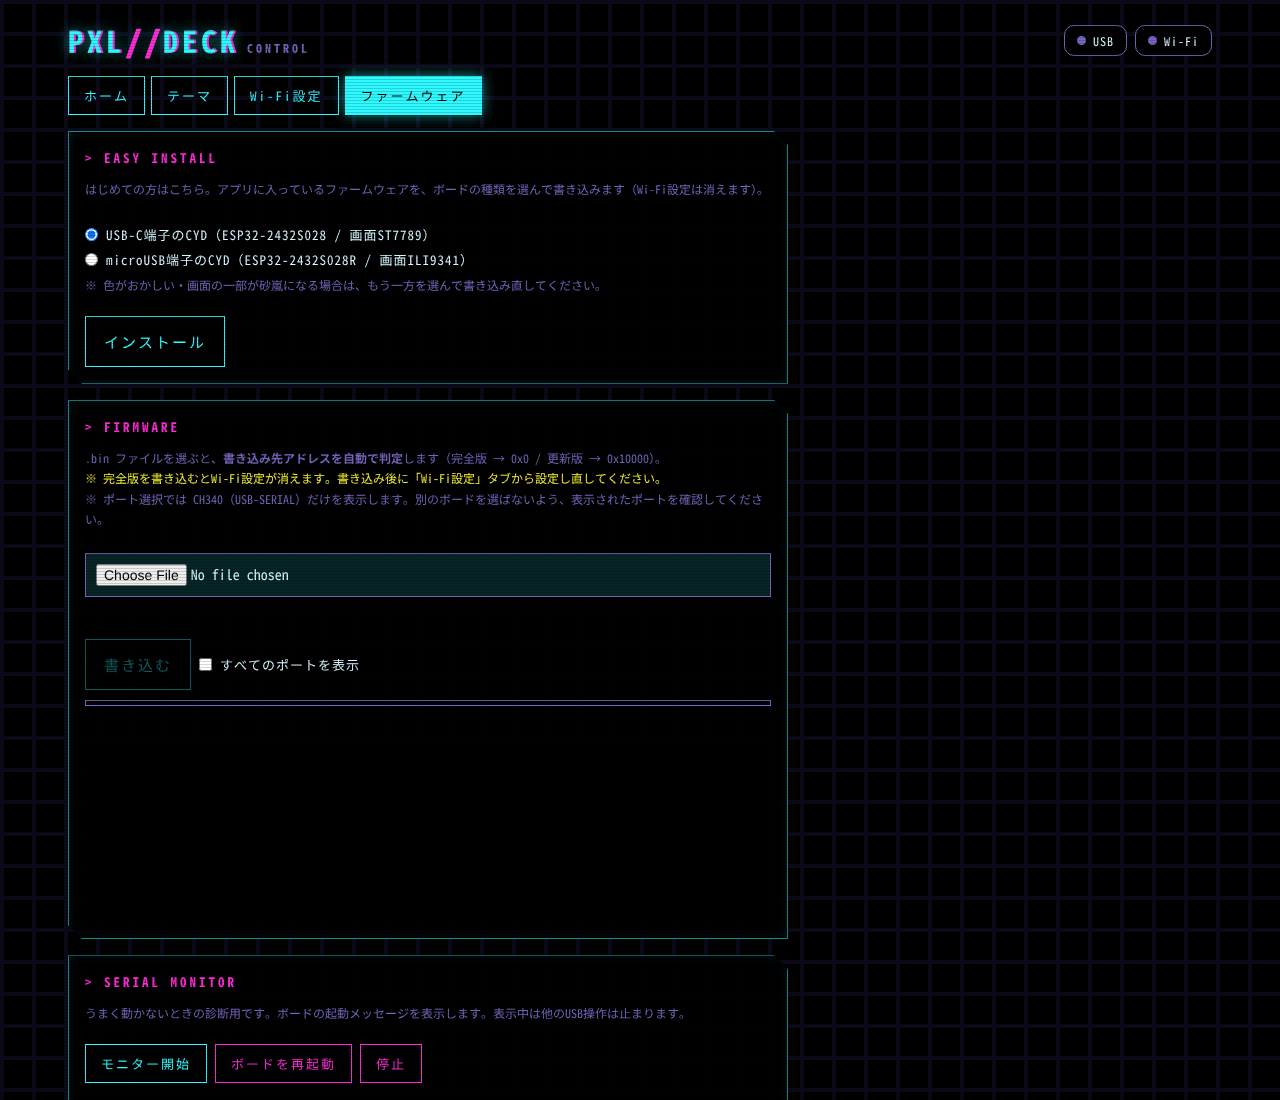 PXL//DECK CONTROL
USB
Wi-Fi
ホーム
テーマ
Wi-Fi設定
ファームウェア
> EASY INSTALL
はじめての方はこちら。アプリに入っているファームウェアを、ボードの種類を選んで書き込みます（Wi-Fi設定は消えます）。
USB-C端子のCYD（ESP32-2432S028 / 画面ST7789）
microUSB端子のCYD（ESP32-2432S028R / 画面ILI9341）
※ 色がおかしい・画面の一部が砂嵐になる場合は、もう一方を選んで書き込み直してください。
インストール
> FIRMWARE
.bin ファイルを選ぶと、書き込み先アドレスを自動で判定します（完全版 → 0x0 / 更新版 → 0x10000）。
※ 完全版を書き込むとWi-Fi設定が消えます。書き込み後に「Wi-Fi設定」タブから設定し直してください。
※ ポート選択では CH340（USB-SERIAL）だけを表示します。別のボードを選ばないよう、表示されたポートを確認してくださ
い。
Choose File No file chosen
書き込む
すべてのポートを表示
> SERIAL MONITOR
うまく動かないときの診断用です。ボードの起動メッセージを表示します。表示中は他のUSB操作は止まります。
モニター開始
ボードを再起動
停止